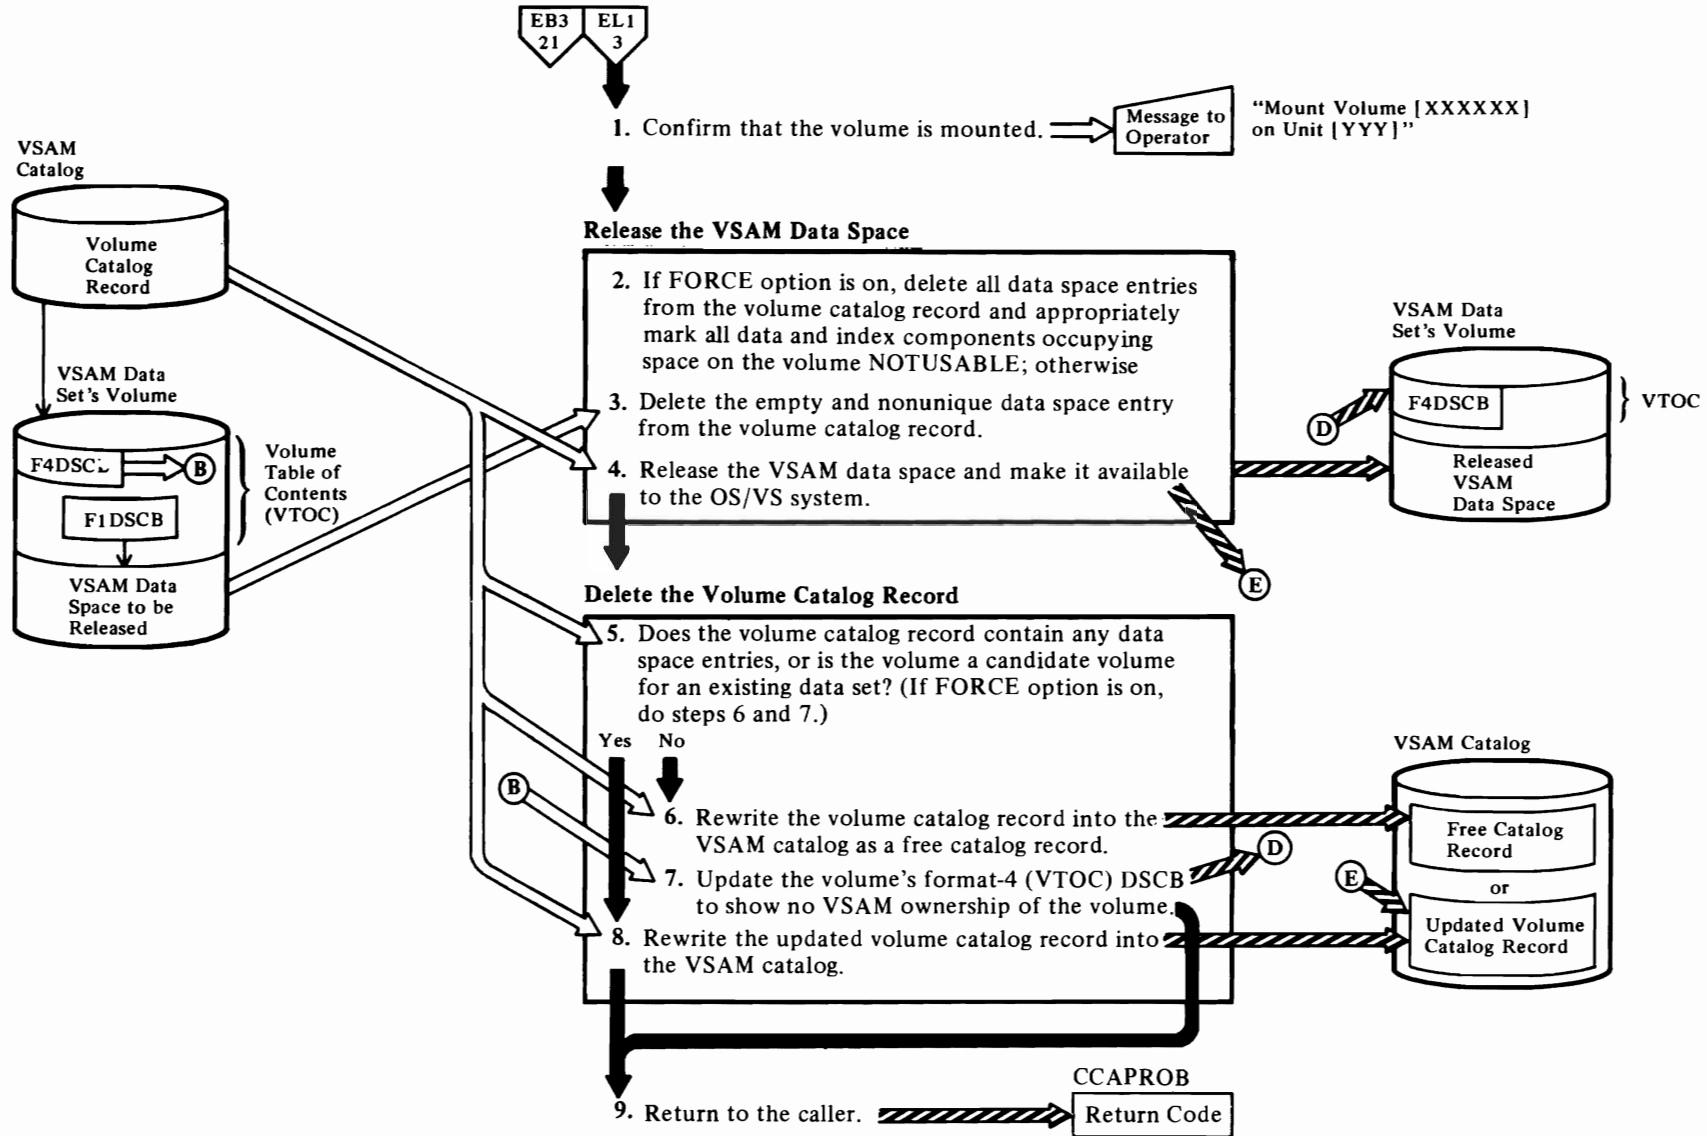 EB3 EL1
21 3
1. Confirm that the volume is mounted.
Message to
Operator
"Mount Volume [XXXXXX]
on Unit [YYY]"
VSAM
Catalog
Volume
Catalog
Record
VSAM Data
Set's Volume
B
F1DSCB
Volume
Table of
Contents
(VTOC)
VSAM Data
Space to be
Released
Release the VSAM Data Space
2. If FORCE option is on, delete all data space entries
from the volume catalog record and appropriately
mark all data and index components occupying
space on the volume NOTUSABLE; otherwise
3. Delete the empty and nonunique data space entry
from the volume catalog record.
4. Release the VSAM data space and make it available
to the OS/VS system.
E
VSAM Data
Set's Volume
D
F4DSCB
VTOC
Released
VSAM
Data Space
Delete the Volume Catalog Record
5. Does the volume catalog record contain any data
space entries, or is the volume a candidate volume
for an existing data set? (If FORCE option is on,
do steps 6 and 7.)
Yes No
B
6. Rewrite the volume catalog record into the
VSAM catalog as a free catalog record.
7. Update the volume's format-4 (VTOC) DSCB
to show no VSAM ownership of the volume.
D
8. Rewrite the updated volume catalog record into
the VSAM catalog.
VSAM Catalog
Free Catalog
Record
or
E
Updated Volume
Catalog Record
9. Return to the caller.
CCAPROB
Return Code